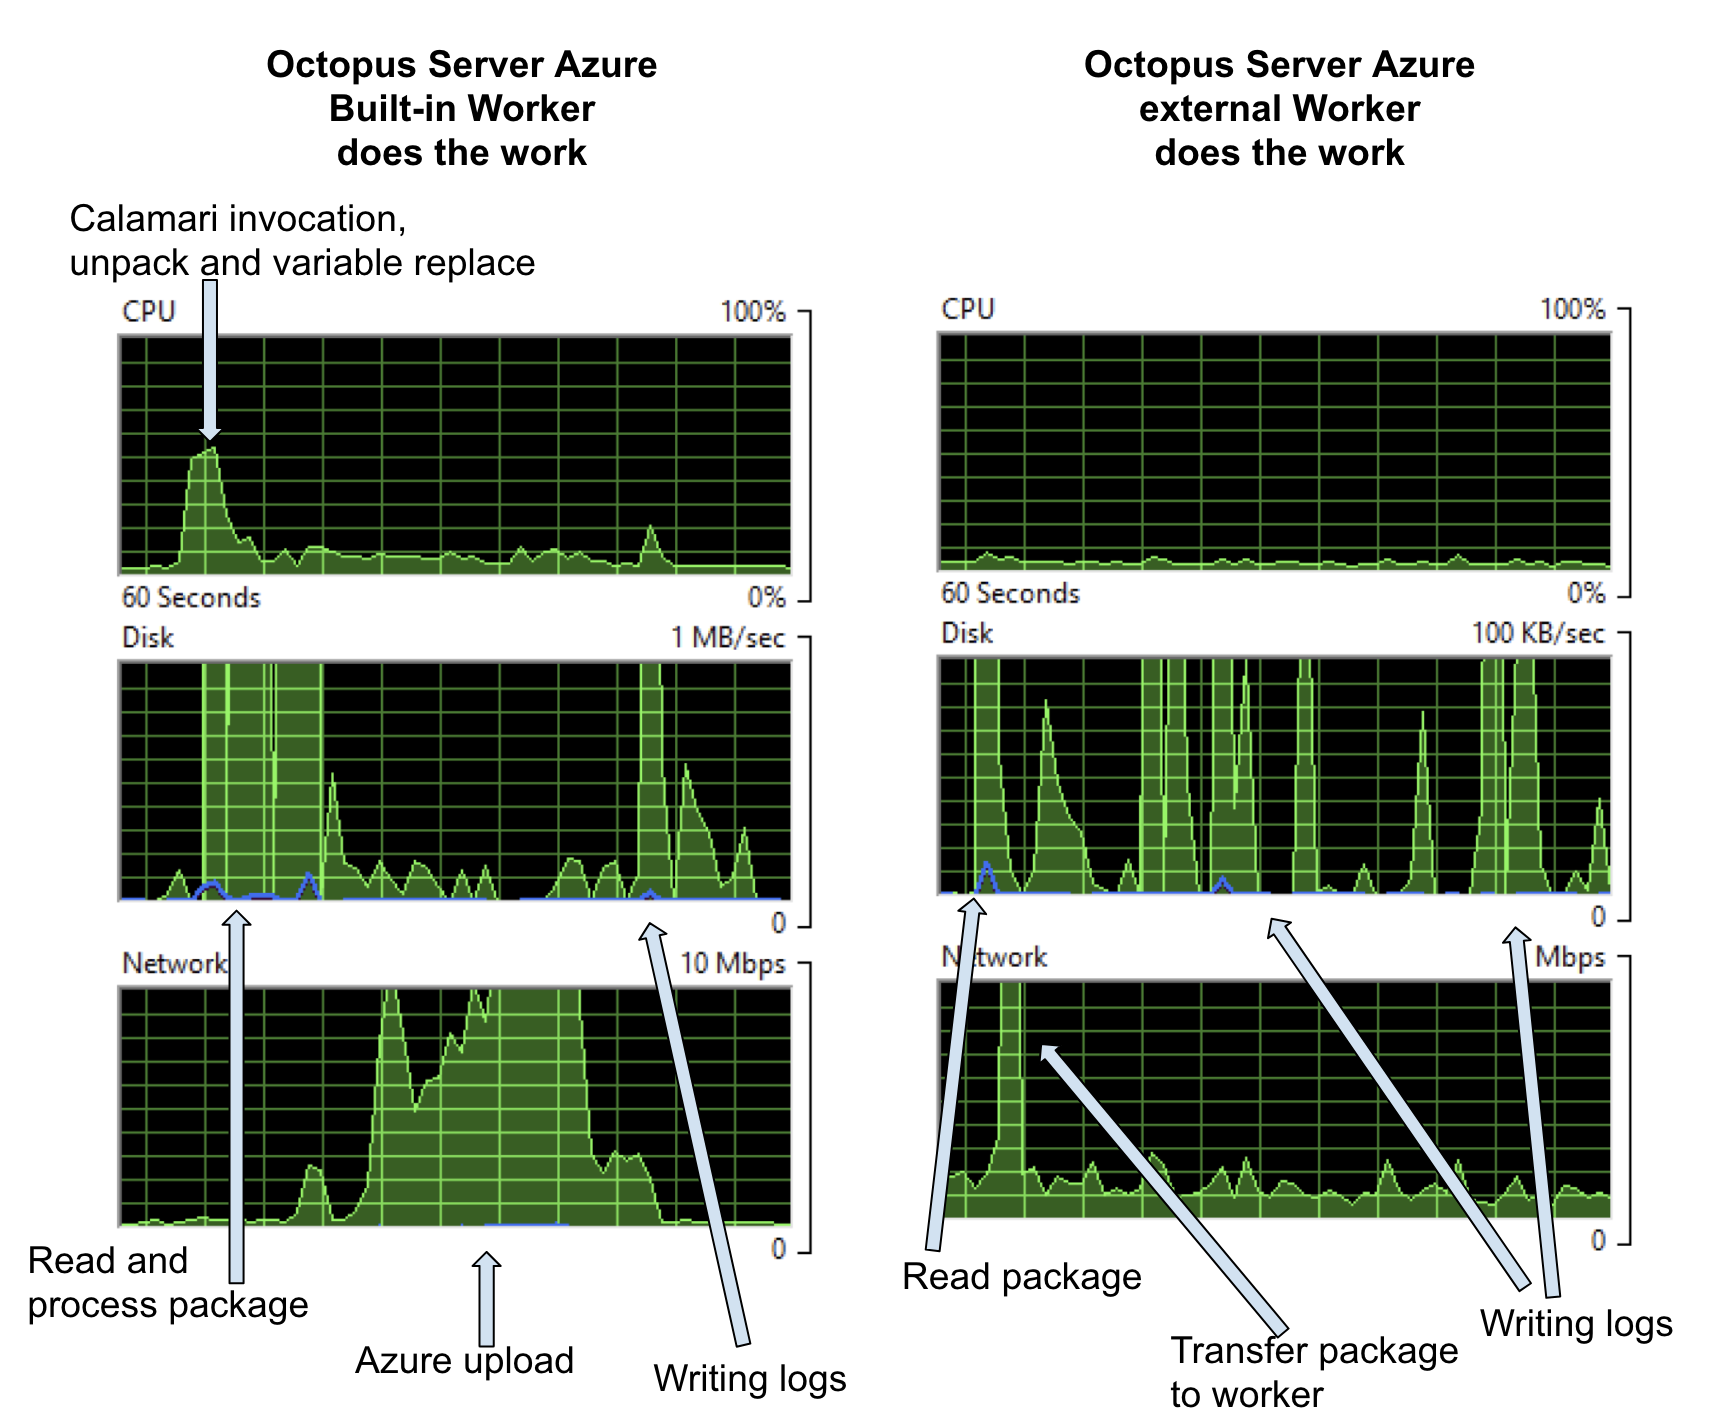 Octopus Server Azure
Built-in Worker
does the work
Calamari invocation,
unpack and variable replace
CPU 100%
60 Seconds 0%
Disk 1 MB/sec
0
Network 10 Mbps
0
Read and
process package
Azure upload
Writing logs
Octopus Server Azure
external Worker
does the work
CPU 100%
60 Seconds 0%
Disk 100 KB/sec
0
Network Mbps
0
Read package
Transfer package
to worker
Writing logs